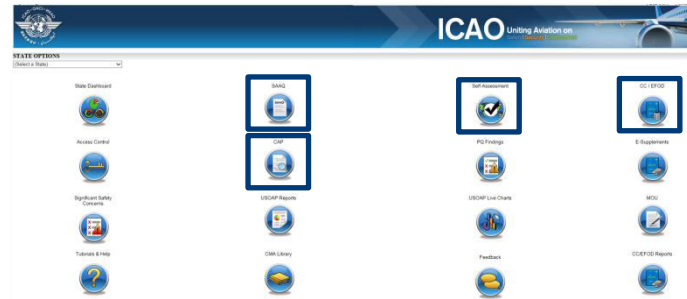 ICAO Uniting Aviation on
STATE OPTIONS
(Select a State)
State Dashboard
SAAQ
Self-Assessment
CC / EFOD
Access Control
CAP
PQ Findings
E-Supplements
Significant Safety
Concerns
USOAP Reports
USOAP Live Charts
MOU
Tutorials & Help
CMA Library
Feedback
CC/EFOD Reports